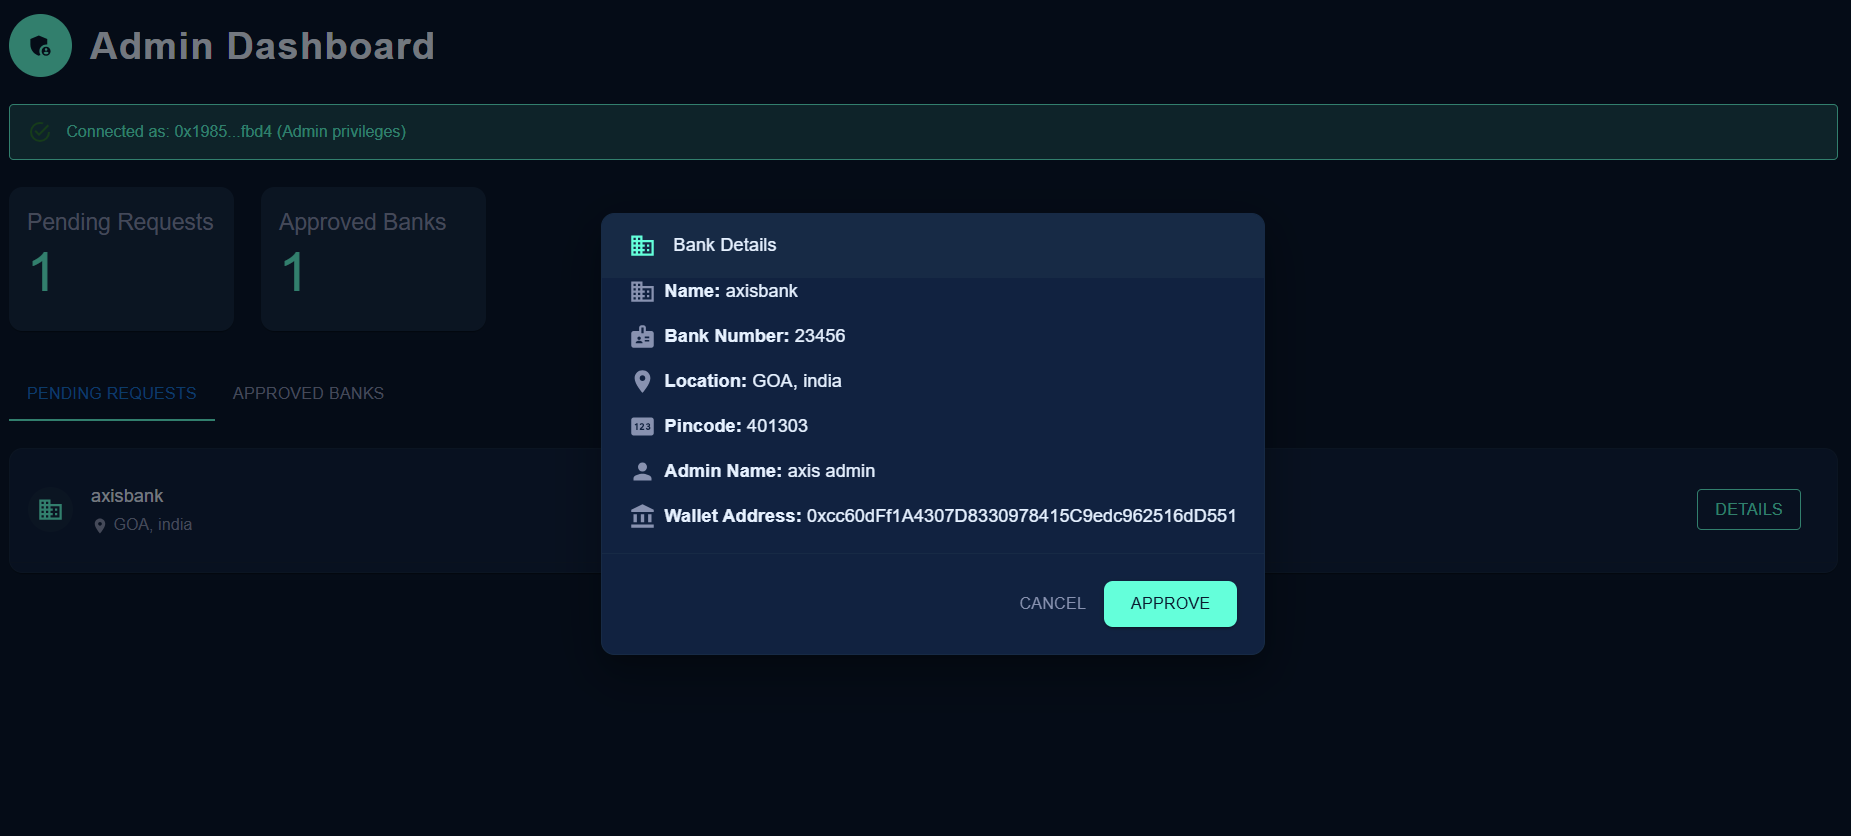 Admin Dashboard
Connected as: 0x1985...fbd4 (Admin privileges)
Pending Requests
1
Approved Banks
1
PENDING REQUESTS
APPROVED BANKS
axisbank
GOA, india
DETAILS
Bank Details
Name: axisbank
Bank Number: 23456
Location: GOA, india
123
Pincode: 401303
Admin Name: axis admin
Wallet Address: 0xcc60dFf1A4307D8330978415C9edc962516dD551
CANCEL
APPROVE